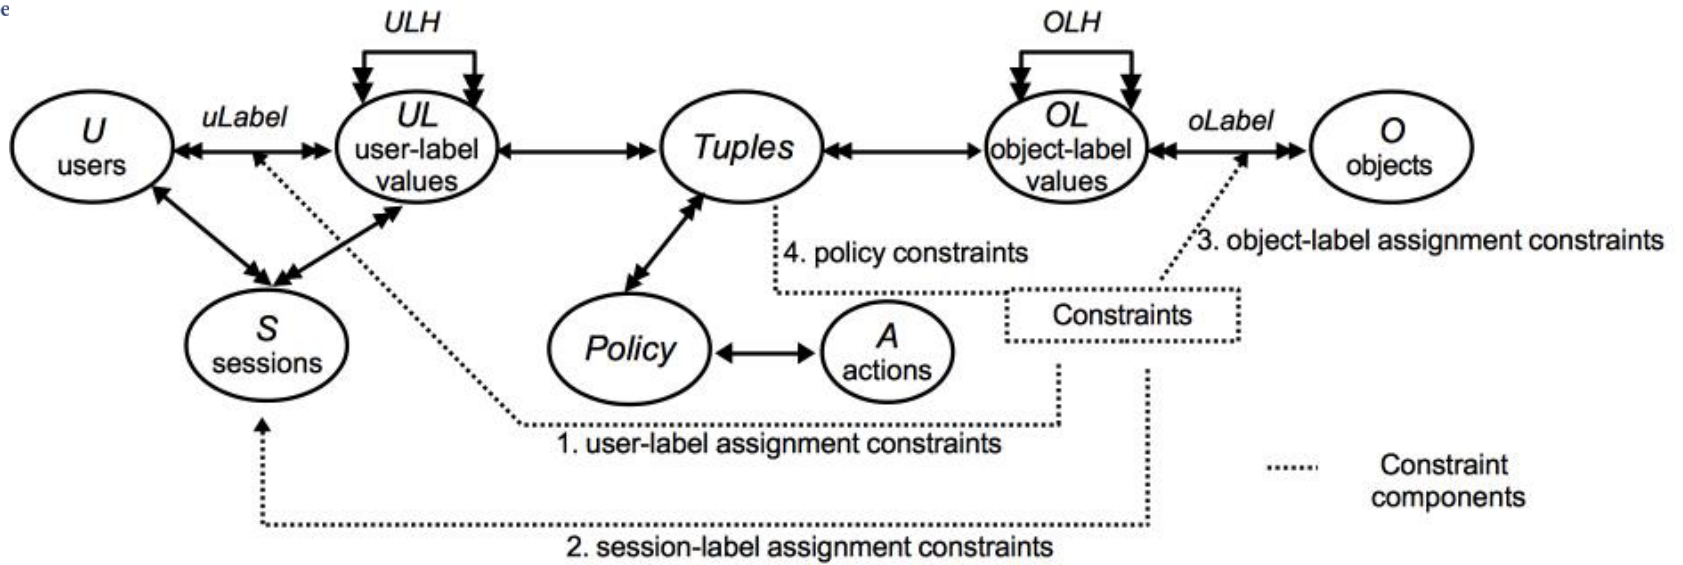 e
ULH
OLH
U
users
uLabel
UL
user-label
values
Tuples
OL
object-label
values
oLabel
O
objects
4. policy constraints
3. object-label assignment constraints
S
sessions
Policy
A
actions
Constraints
1. user-label assignment constraints
Constraint
components
2. session-label assignment constraints